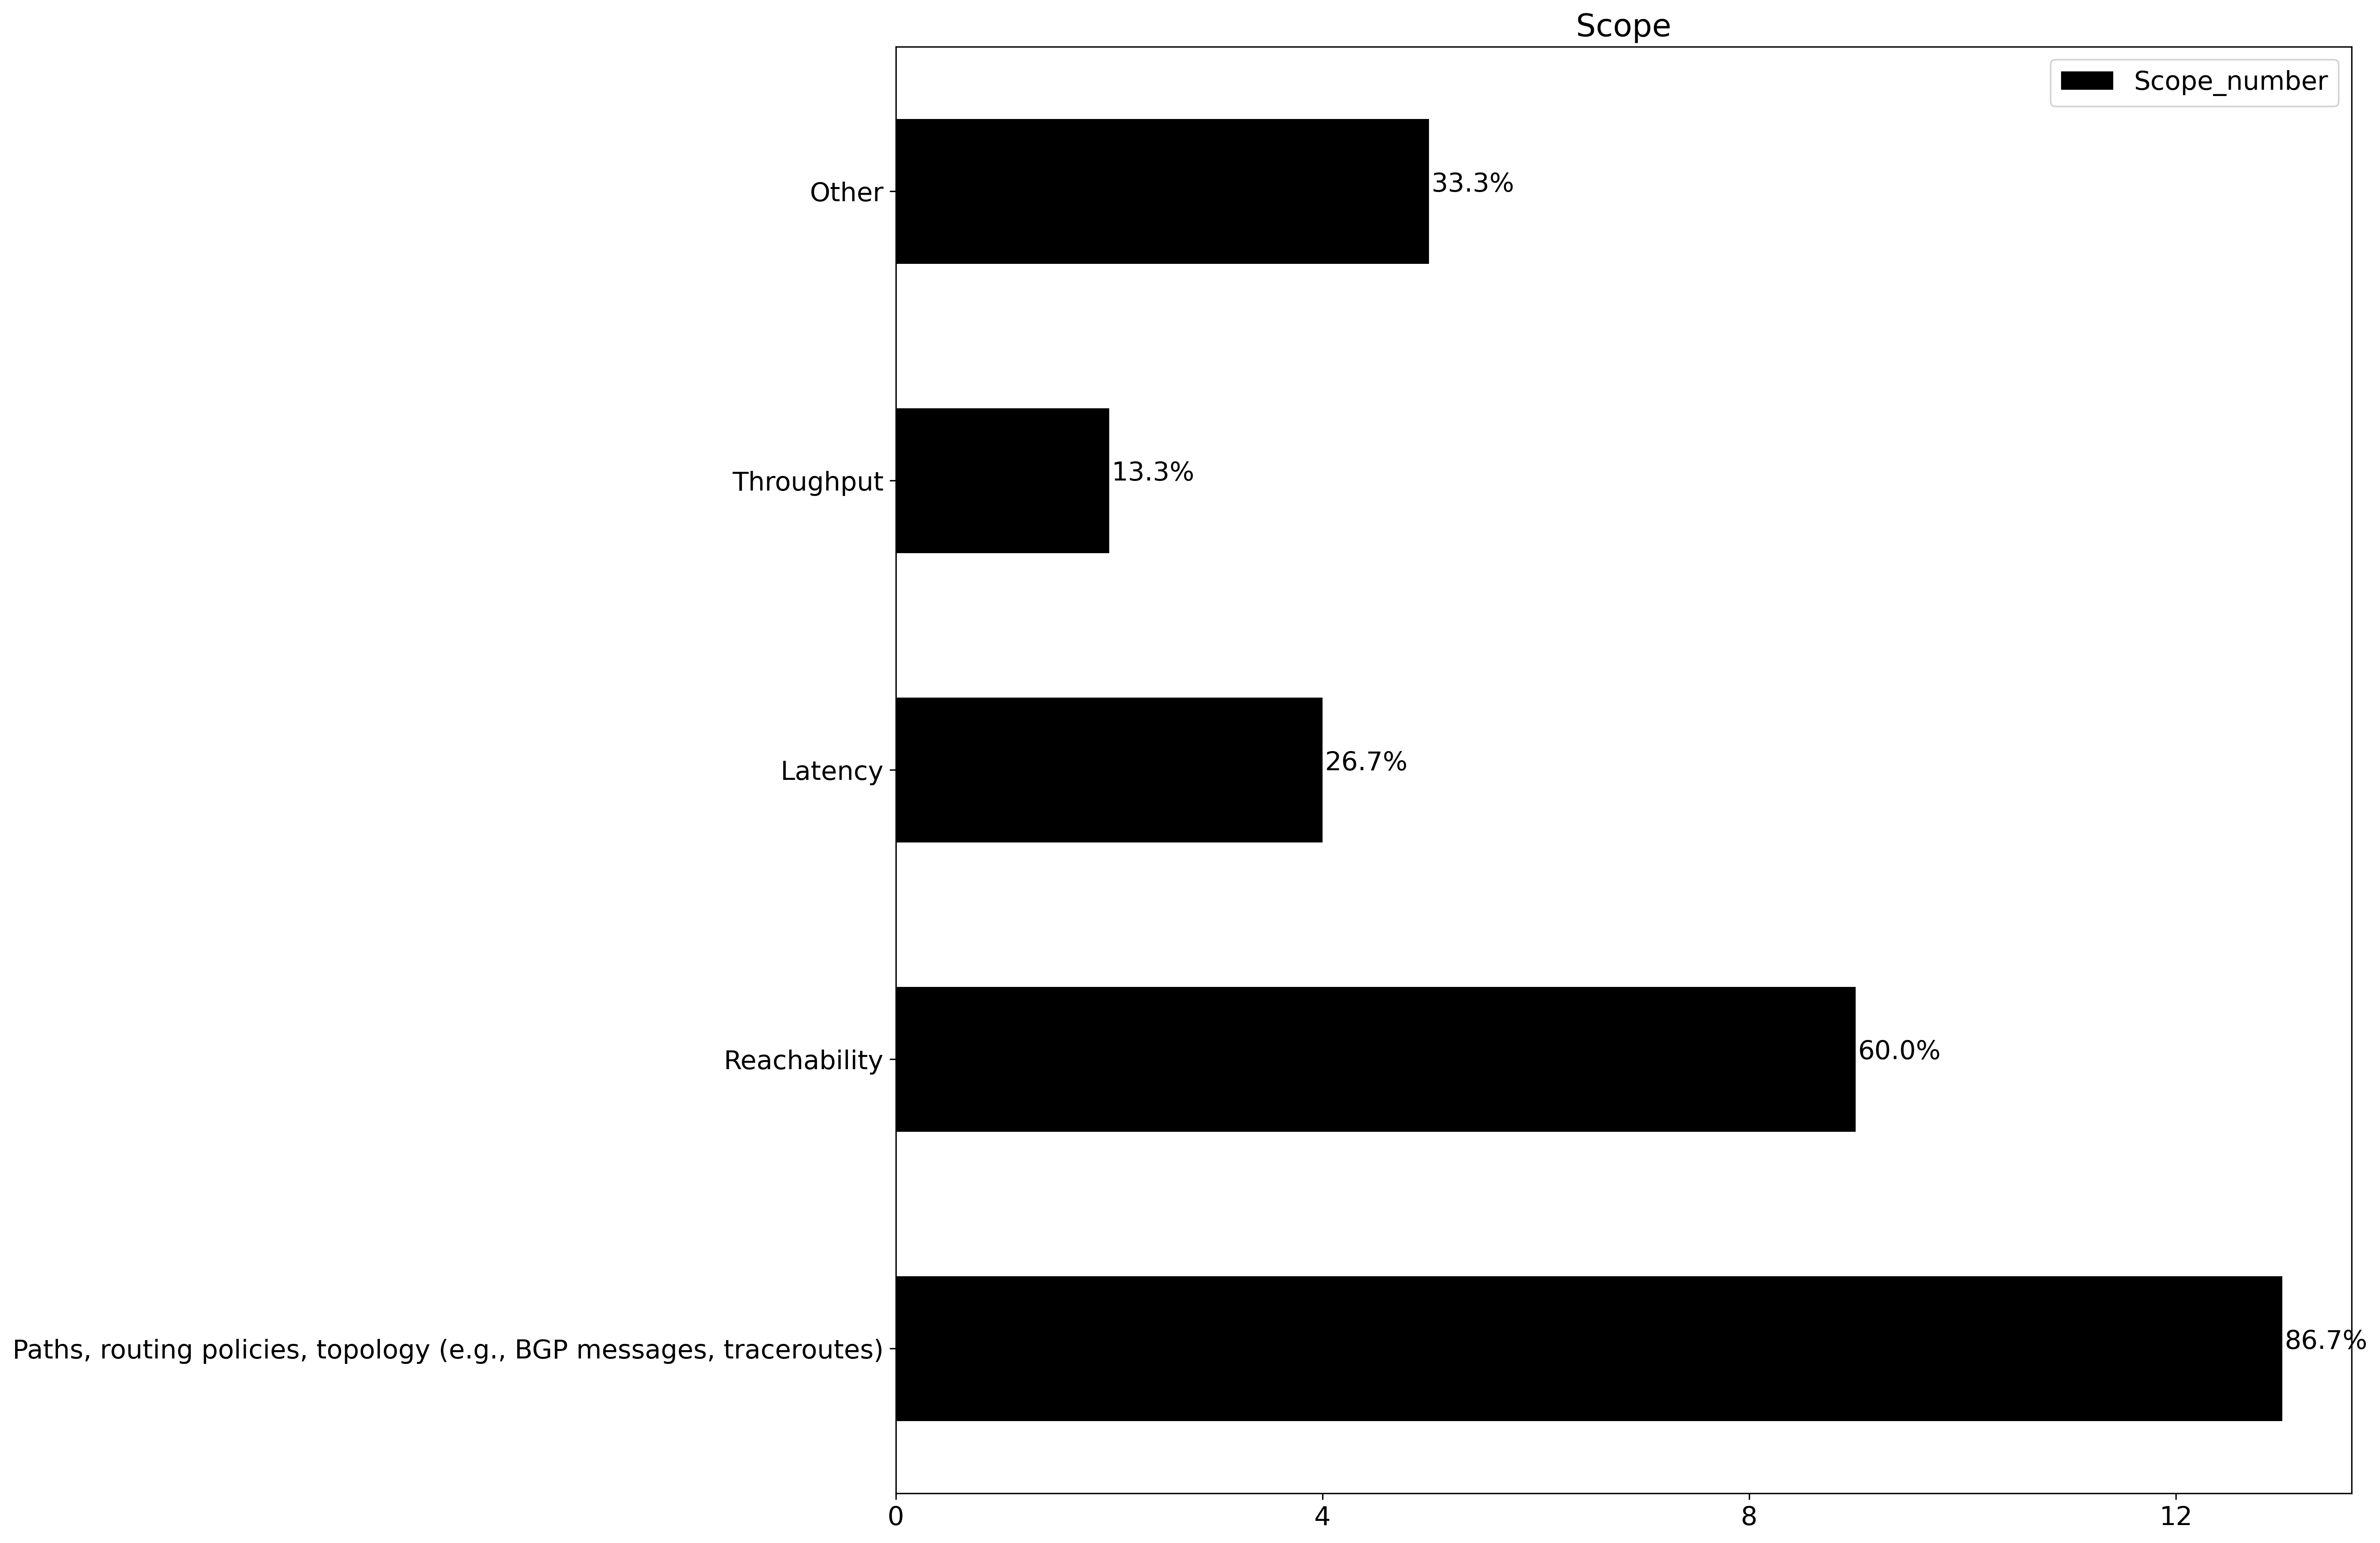 Scope
Scope_number
Other
33.3%
Throughput
13.3%
Latency
26.7%
Reachability
60.0%
Paths, routing policies, topology (e.g., BGP messages, traceroutes)
86.7%
0 4 8 12